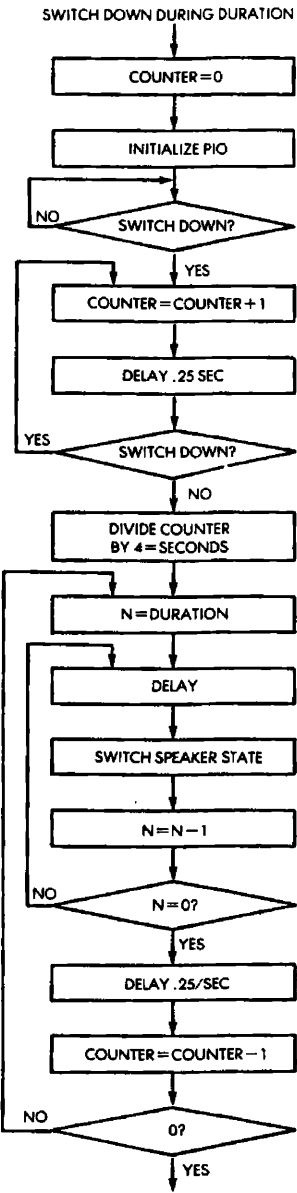 SWITCH DOWN DURING DURATION
COUNTER=0
INITIALIZE PIO
NO
SWITCH DOWN?
YES
COUNTER=COUNTER+1
DELAY .25 SEC
YES
SWITCH DOWN?
NO
DIVIDE COUNTER
BY 4=SECONDS
N=DURATION
DELAY
SWITCH SPEAKER STATE
N=N-1
NO
N=0?
YES
DELAY .25/SEC
COUNTER=COUNTER-1
NO
0?
YES